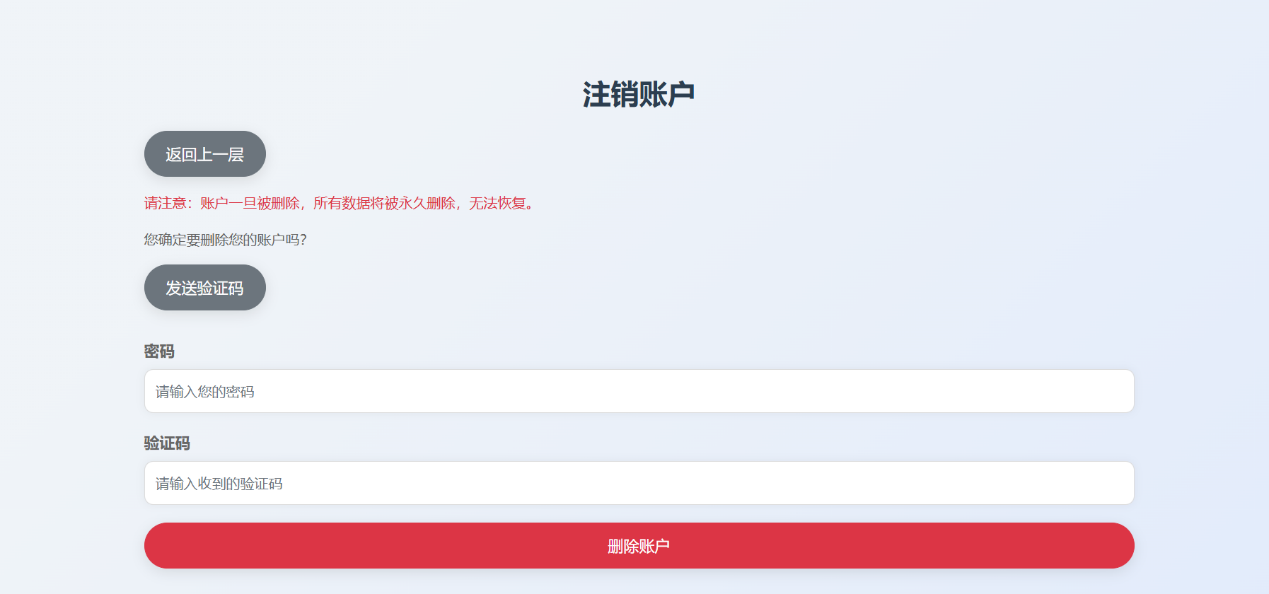 注销账户
返回上一层
请注意：账户一旦被删除，所有数据将被永久删除，无法恢复。
您确定要删除您的账户吗？
发送验证码
密码
请输入您的密码
验证码
请输入收到的验证码
删除账户